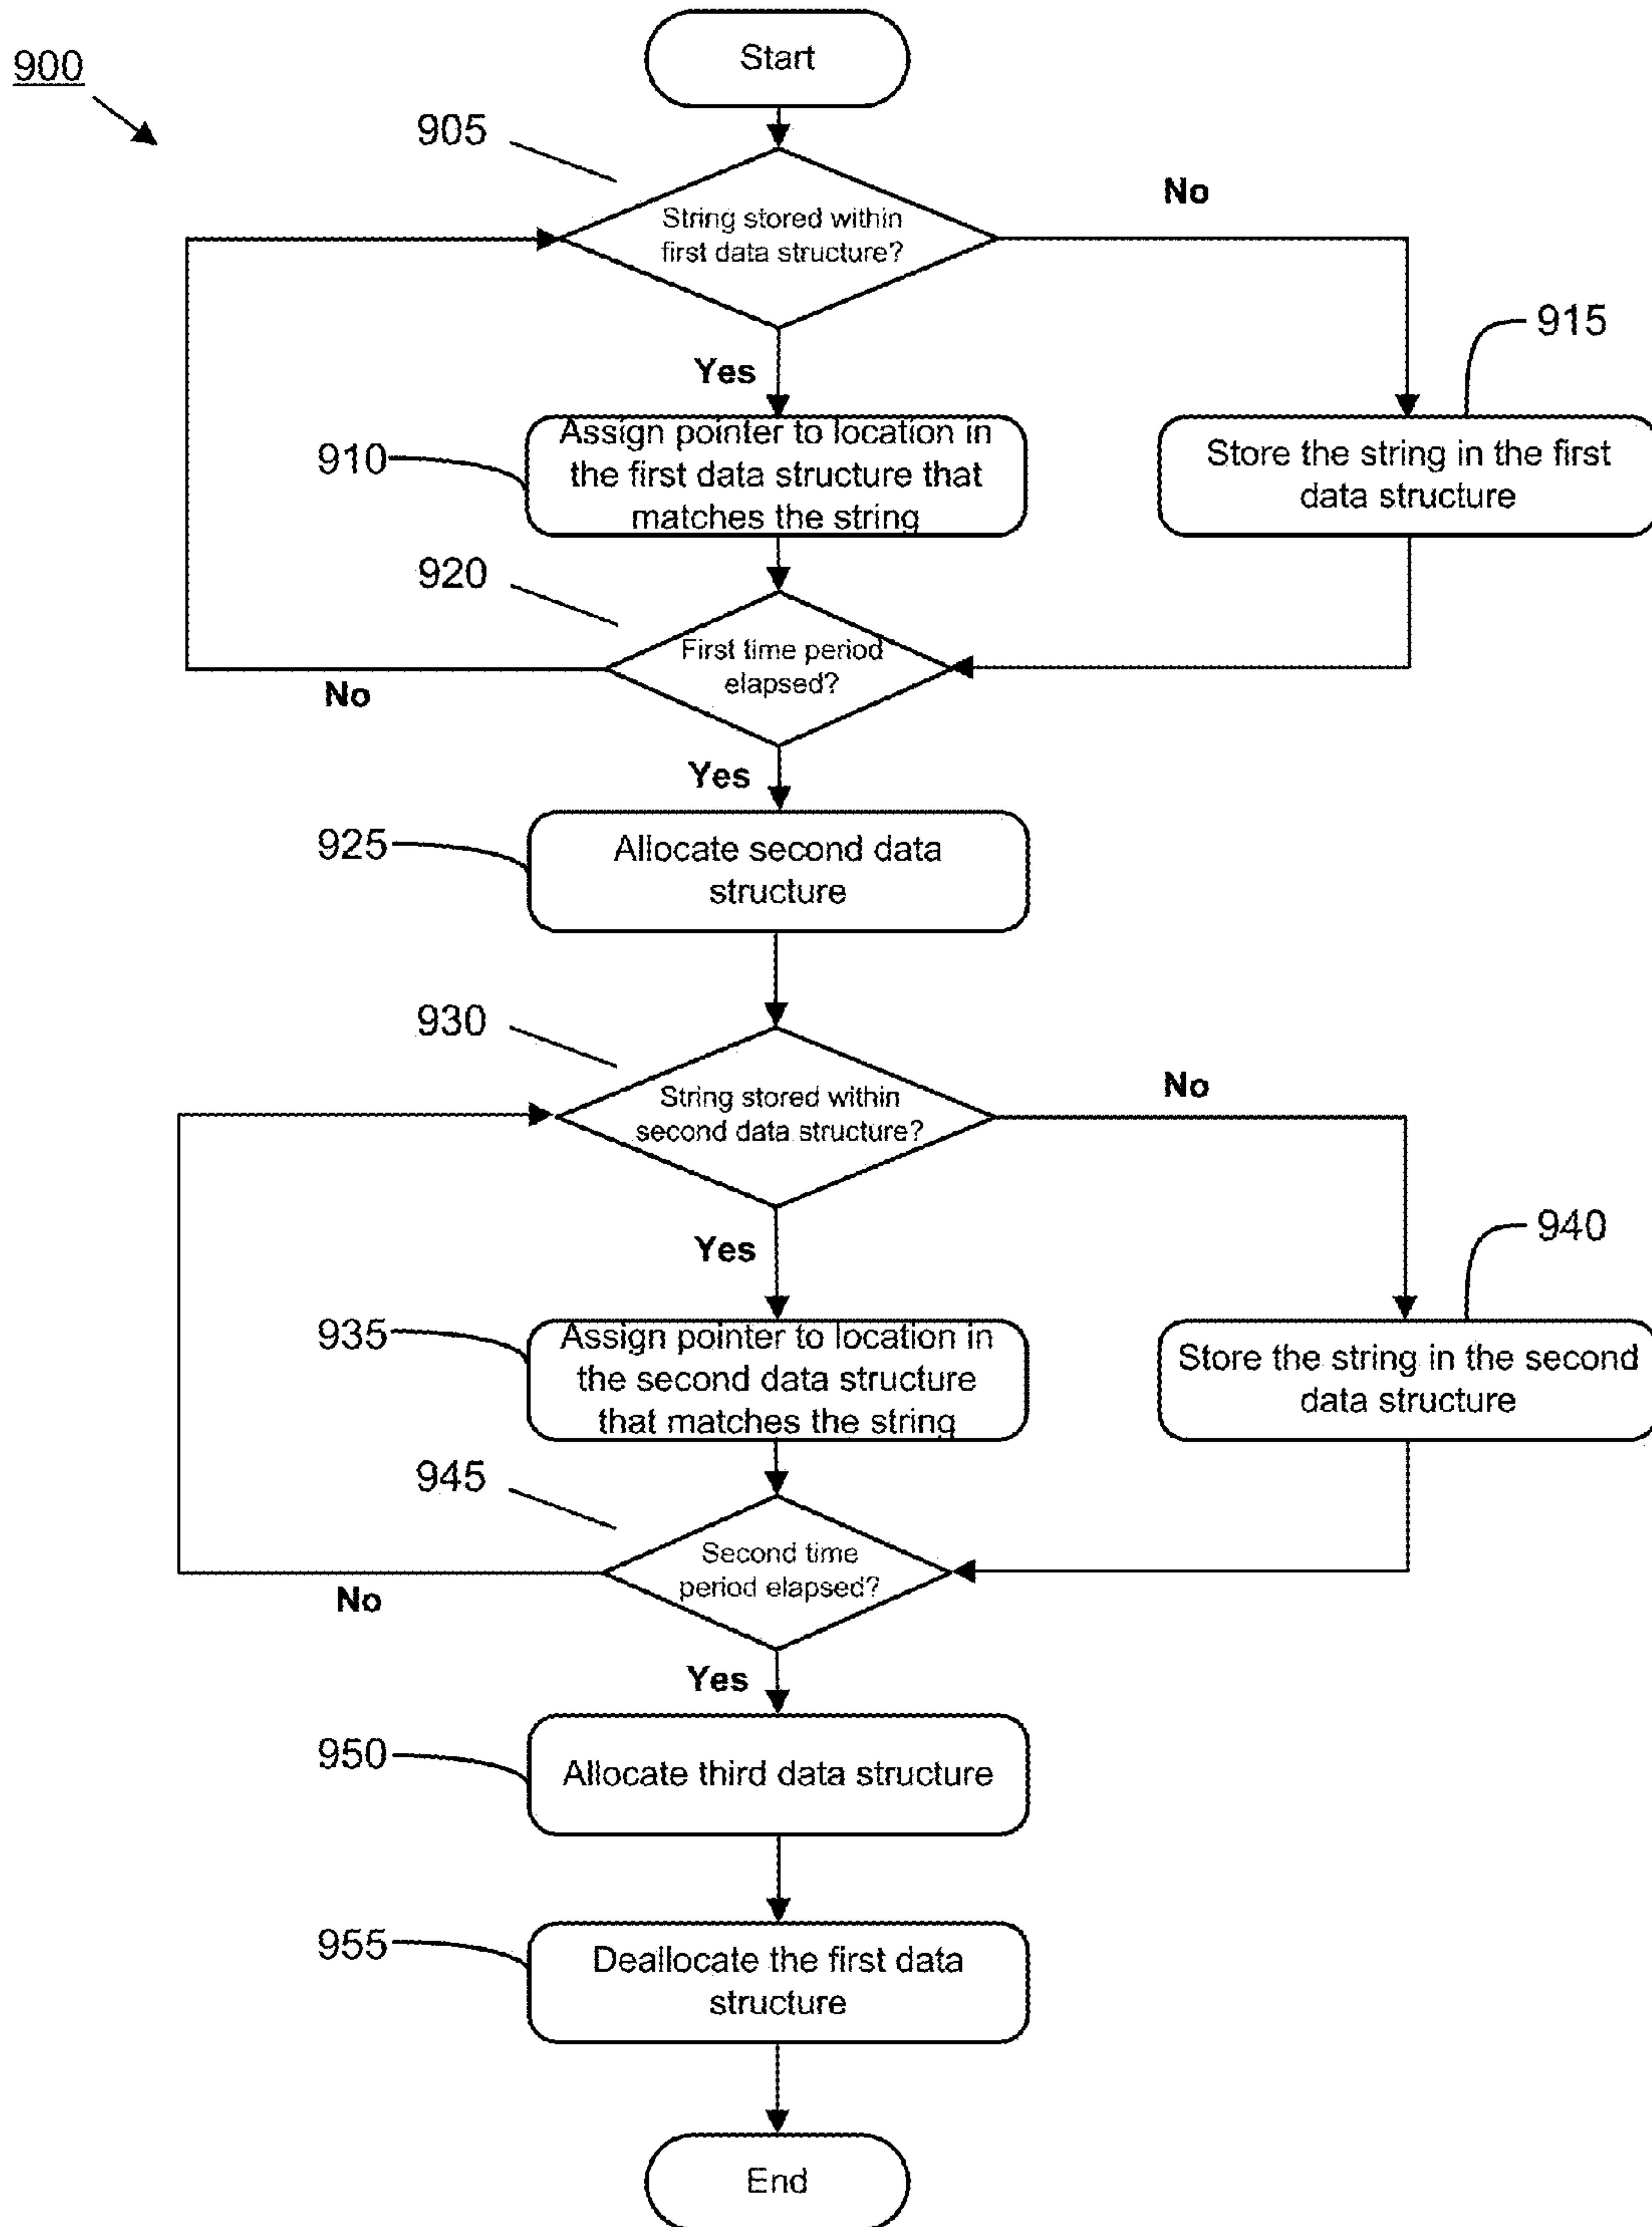 900
Start
905
String stored within
first data structure?
No
Yes
915
910
Assign pointer to location in
the first data structure that
matches the string
Store the string in the first
data structure
920
First time period
elapsed?
No
Yes
925
Allocate second data
structure
930
String stored within
second data structure?
No
Yes
940
935
Assign pointer to location in
the second data structure
that matches the string
Store the string in the second
data structure
945
Second time
period elapsed?
No
Yes
950
Allocate third data structure
955
Deallocate the first data
structure
End